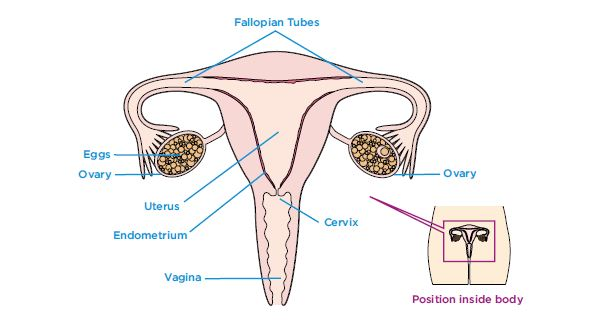 Fallopian Tubes
Eggs
Ovary
Ovary
Uterus
Cervix
Endometrium
Vagina
Position inside body